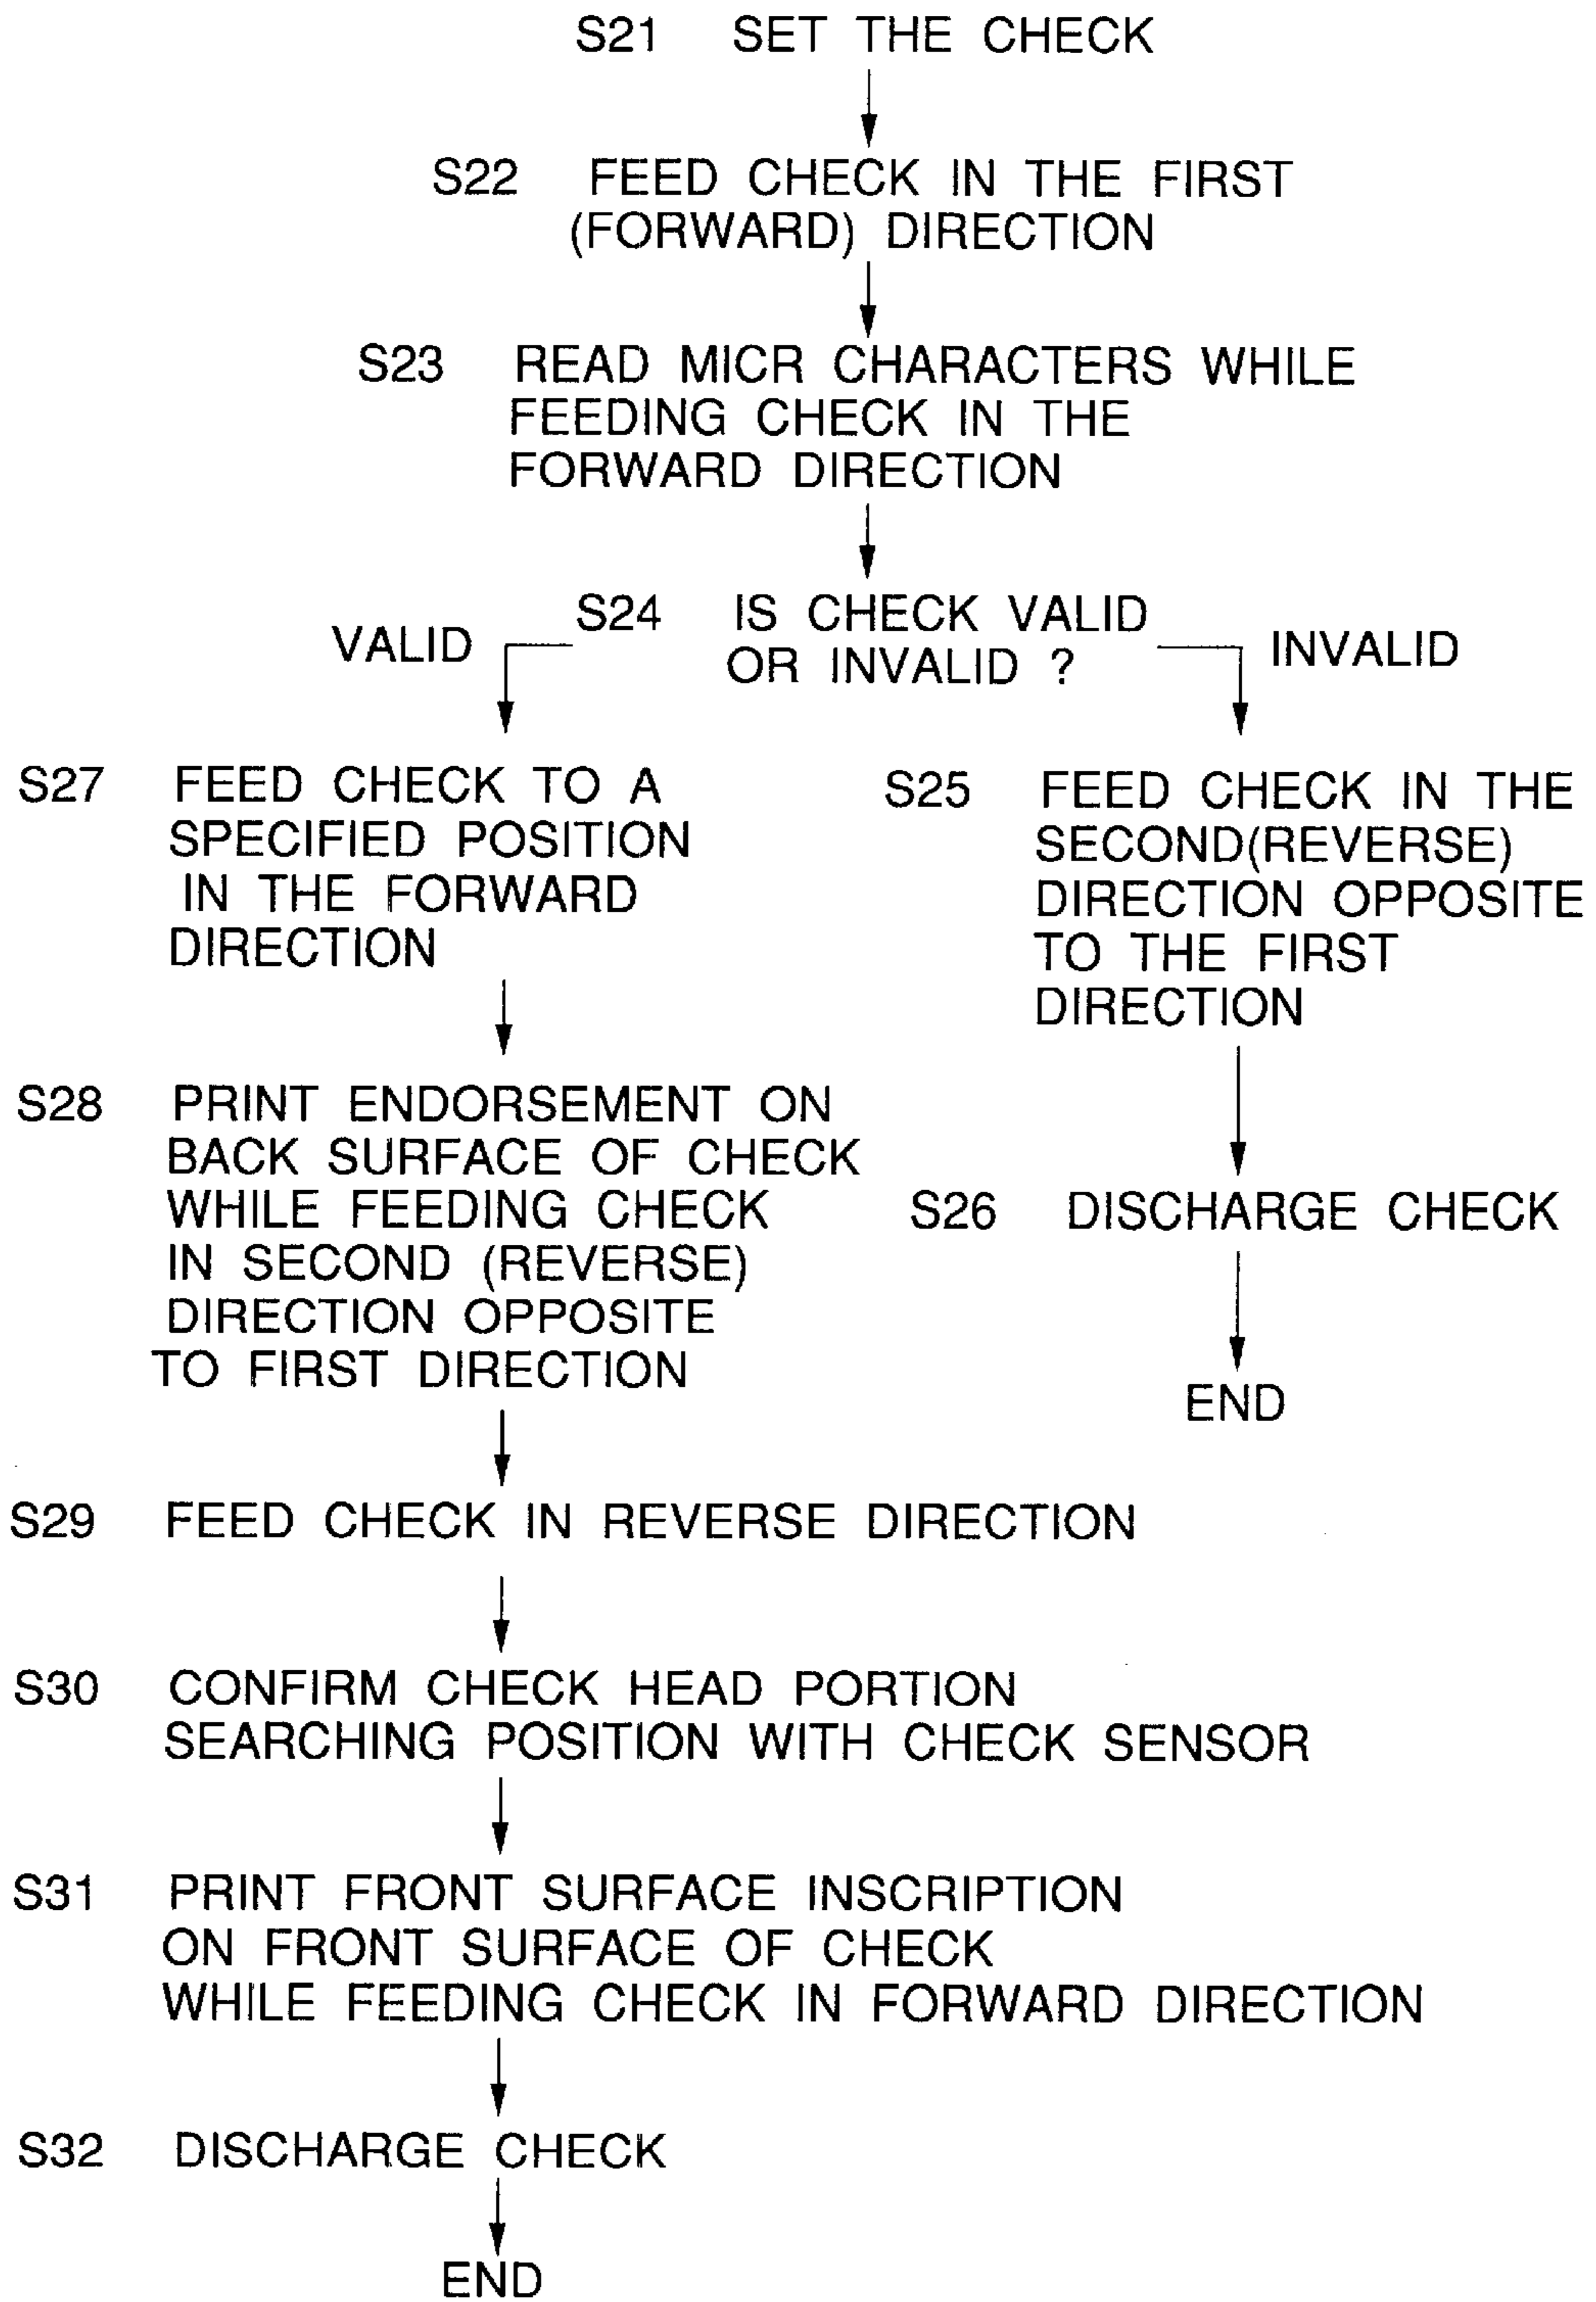 S21 SET THE CHECK
S22 FEED CHECK IN THE FIRST
(FORWARD) DIRECTION
S23 READ MICR CHARACTERS WHILE
FEEDING CHECK IN THE
FORWARD DIRECTION
S24 IS CHECK VALID
OR INVALID ?
VALID
INVALID
S27 FEED CHECK TO A
SPECIFIED POSITION
IN THE FORWARD
DIRECTION
S28 PRINT ENDORSEMENT ON
BACK SURFACE OF CHECK
WHILE FEEDING CHECK
IN SECOND (REVERSE)
DIRECTION OPPOSITE
TO FIRST DIRECTION
S29 FEED CHECK IN REVERSE DIRECTION
S30 CONFIRM CHECK HEAD PORTION
SEARCHING POSITION WITH CHECK SENSOR
S31 PRINT FRONT SURFACE INSCRIPTION
ON FRONT SURFACE OF CHECK
WHILE FEEDING CHECK IN FORWARD DIRECTION
S32 DISCHARGE CHECK
END
S25 FEED CHECK IN THE
SECOND(REVERSE)
DIRECTION OPPOSITE
TO THE FIRST
DIRECTION
S26 DISCHARGE CHECK
END